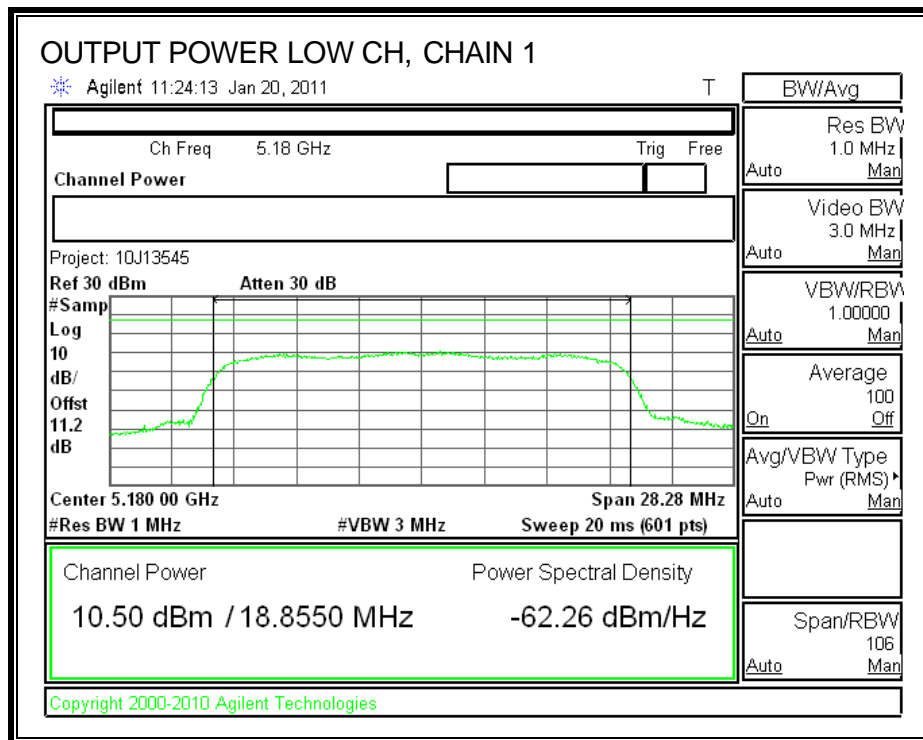 OUTPUT POWER LOW CH, CHAIN 1
Agilent 11:24:13 Jan 20, 2011 T
Ch Freq 5.18 GHz Trig Free
Channel Power
Project: 10J13545
Ref 30 dBm Atten 30 dB
#Samp
Log
10
dB/
Offst
11.2
dB
Center 5.180 00 GHz Span 28.28 MHz
#Res BW 1 MHz #VBW 3 MHz Sweep 20 ms (601 pts)
Channel Power Power Spectral Density
10.50 dBm / 18.8550 MHz -62.26 dBm/Hz
Copyright 2000-2010 Agilent Technologies
BW/Avg
Res BW
1.0 MHz
Auto Man
Video BW
3.0 MHz
Auto Man
VBW/RBW
1.00000
Auto Man
Average
100
On Off
Avg/VBW Type
Pwr (RMS)
Auto Man
Span/RBW
106
Auto Man